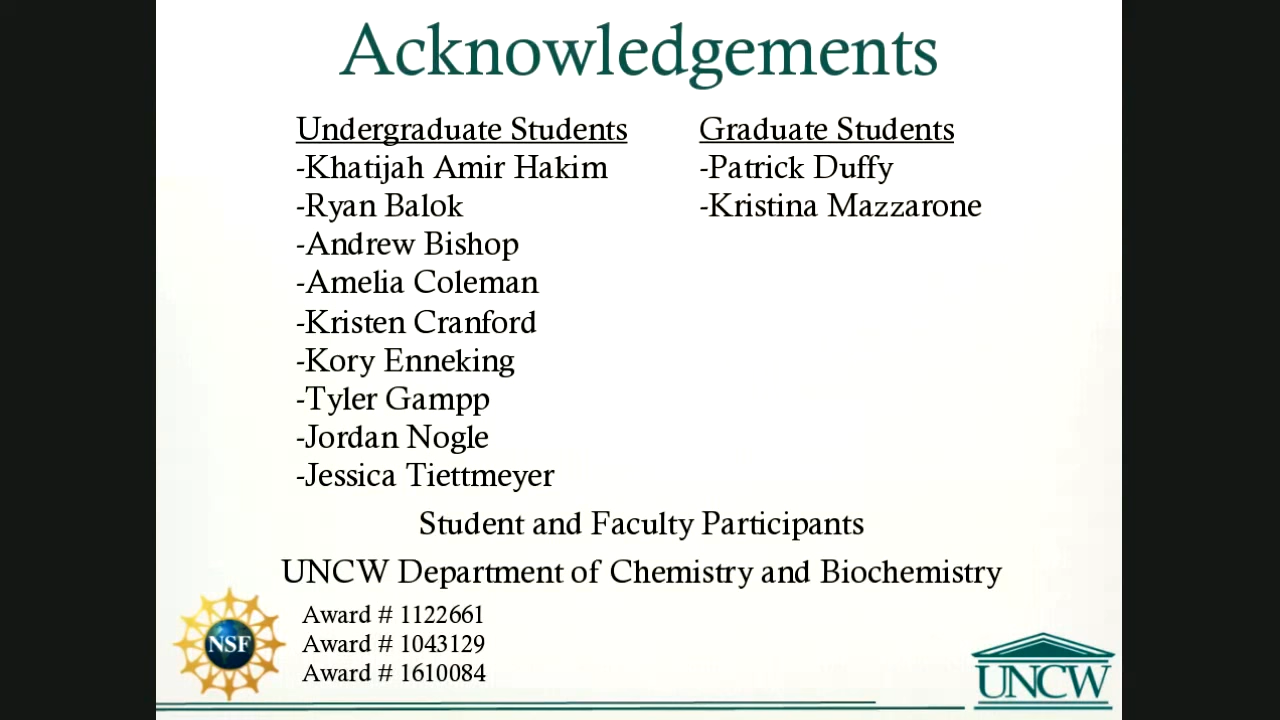 Acknowledgements
Undergraduate Students
-Khatijah Amir Hakim
-Ryan Balok
-Andrew Bishop
-Amelia Coleman
-Kristen Cranford
-Kory Enneking
-Tyler Gampp
-Jordan Nogle
-Jessica Tiettmeyer
Graduate Students
-Patrick Duffy
-Kristina Mazzarone
Student and Faculty Participants
UNCW Department of Chemistry and Biochemistry
NSF
Award # 1122661
Award # 1043129
Award # 1610084
UNCW